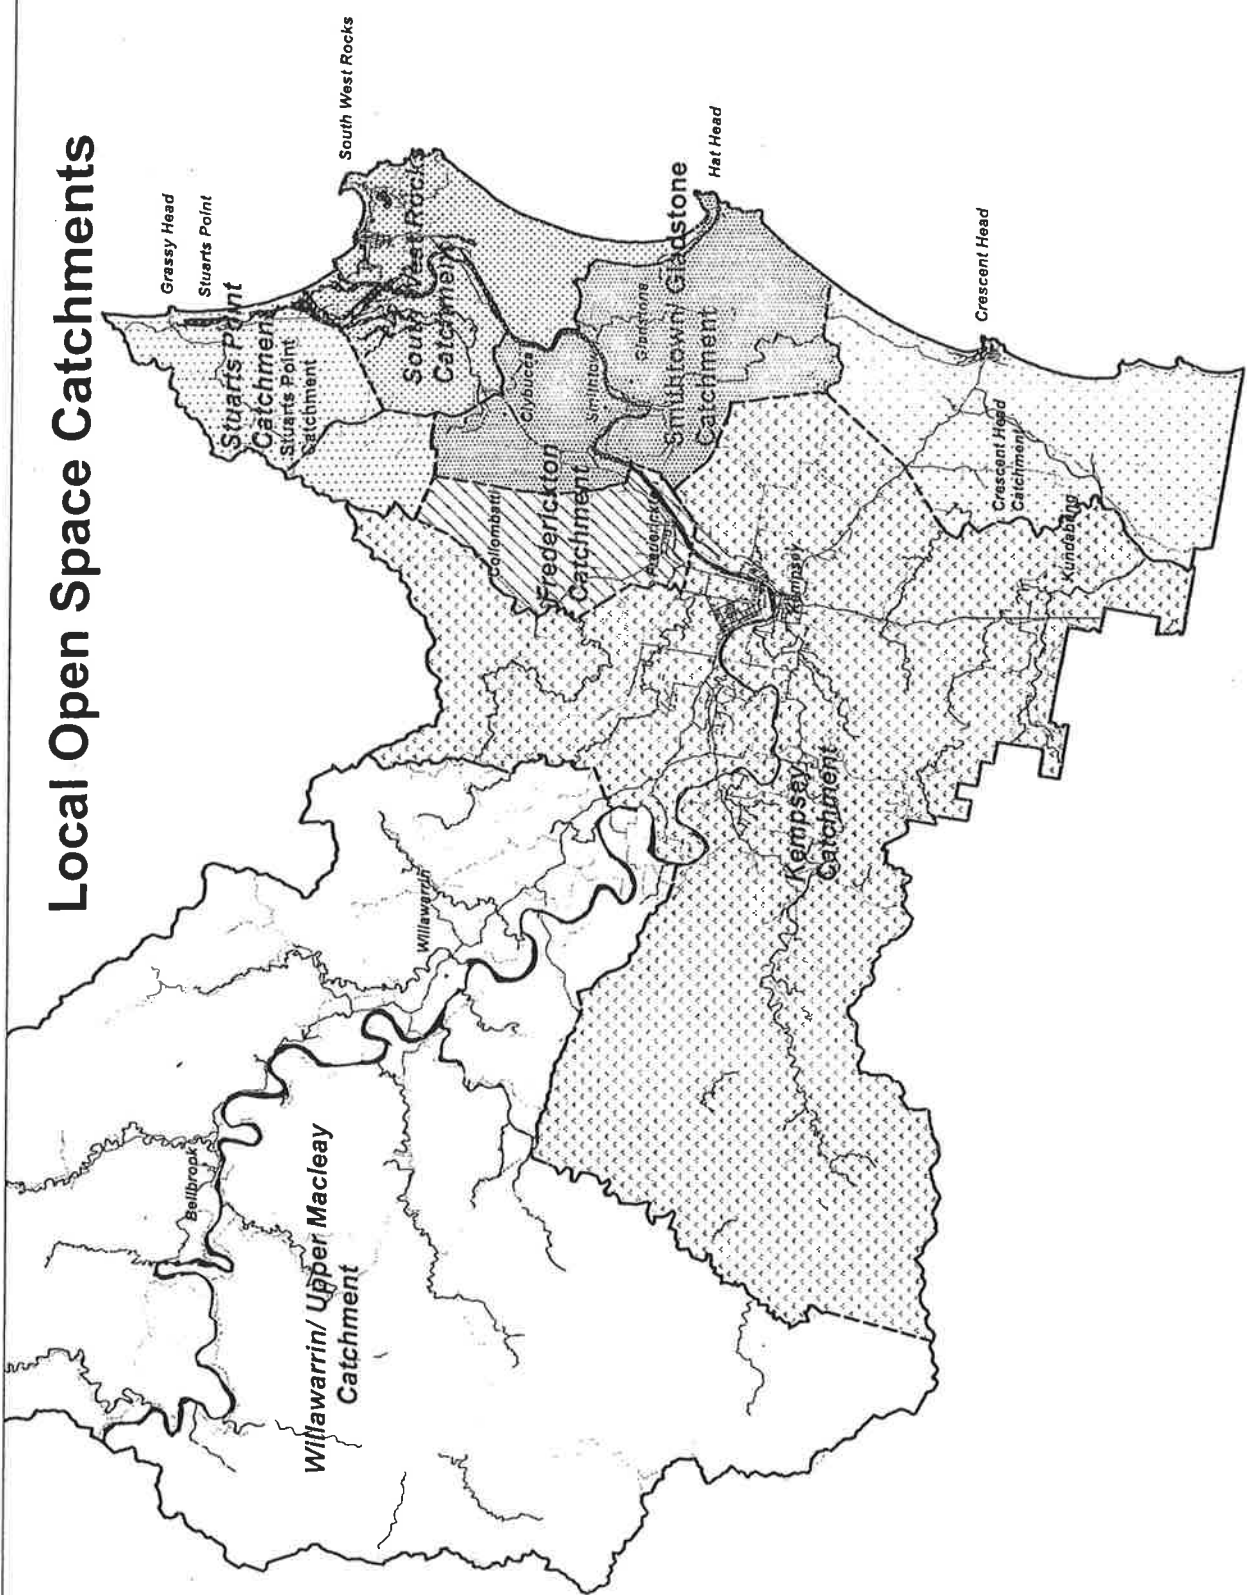 Local Open Space Catchments
Grassy Head
Stuarts Point
South West Rocks
Stuarts Point
Catchment
Stuarts Point
Catchment
South West Rocks
Catchment
Clybucca
Smithtown
Gladstone
Smithtown/ Gladstone
Catchment
Hat Head
Collombatti
Frederickton
Catchment
Frederickton
Kempsey
Crescent Head
Crescent Head
Catchment
Kundabung
Kempsey
Catchment
Willawarrin
Bellbrook
Willawarrin/ Upper Macleay
Catchment